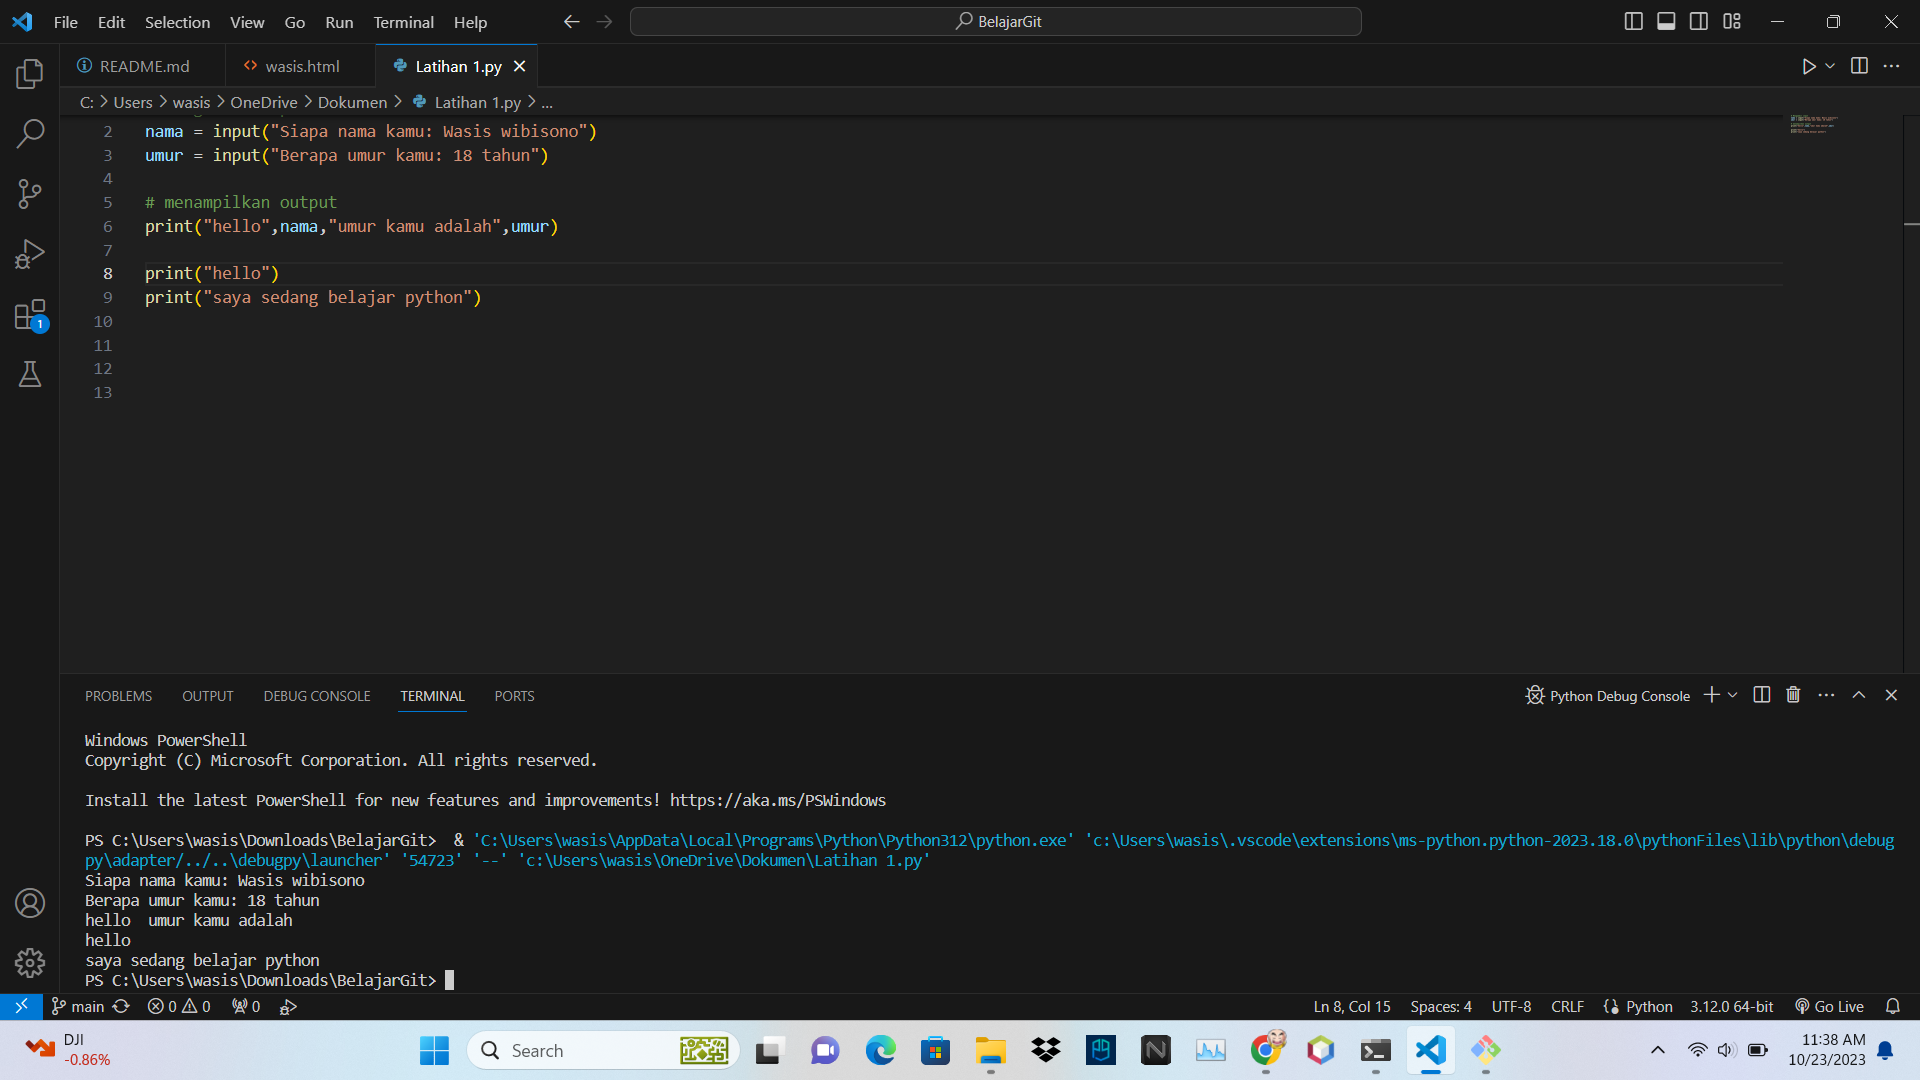 File Edit Selection View Go Run Terminal Help
BelajarGit
README.md
wasis.html
Latihan 1.py
C: > Users > wasis > OneDrive > Dokumen > Latihan 1.py > ...
2 nama = input("Siapa nama kamu: Wasis wibisono")
3 umur = input("Berapa umur kamu: 18 tahun")
4
5 # menampilkan output
6 print("hello",nama,"umur kamu adalah",umur)
7
8 print("hello")
9 print("saya sedang belajar python")
10
11
12
13
1
PROBLEMS OUTPUT DEBUG CONSOLE TERMINAL PORTS
Python Debug Console
Windows PowerShell
Copyright (C) Microsoft Corporation. All rights reserved.
Install the latest PowerShell for new features and improvements! https://aka.ms/PSWindows
PS C:\Users\wasis\Downloads\BelajarGit>  & 'C:\Users\wasis\AppData\Local\Programs\Python\Python312\python.exe' 'c:\Users\wasis\.vscode\extensions\ms-python.python-2023.18.0\pythonFiles\lib\python\debug
py\adapter/../..\debugpy\launcher' '54723' '--' 'c:\Users\wasis\OneDrive\Dokumen\Latihan 1.py'
Siapa nama kamu: Wasis wibisono
Berapa umur kamu: 18 tahun
hello  umur kamu adalah
hello
saya sedang belajar python
PS C:\Users\wasis\Downloads\BelajarGit>
main 0 0 0 Ln 8, Col 15 Spaces: 4 UTF-8 CRLF Python 3.12.0 64-bit Go Live
DJI
-0.86%
Search
11:38 AM
10/23/2023